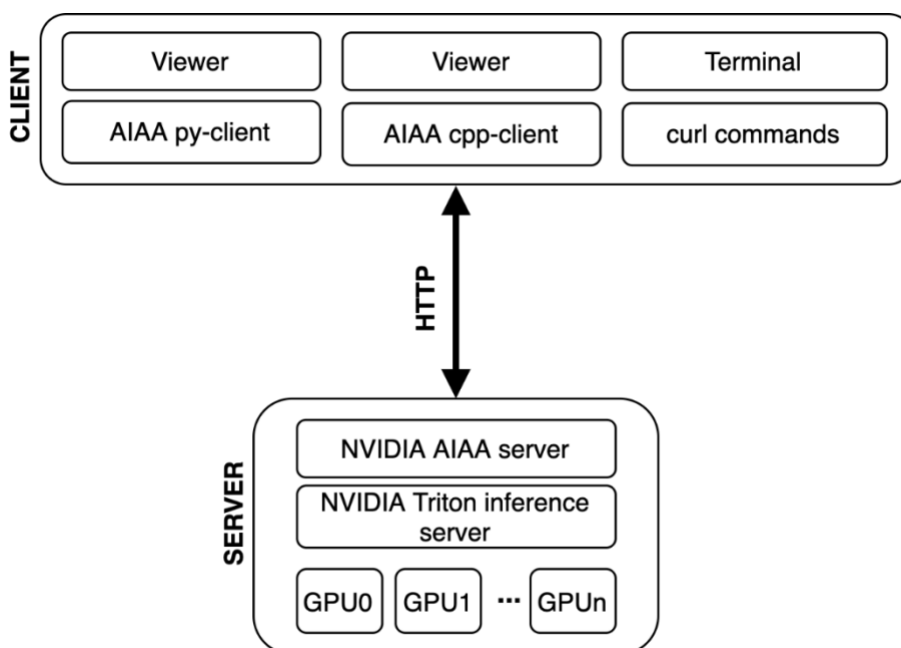 CLIENT
Viewer
Viewer
Terminal
AIAA py-client
AIAA cpp-client
curl commands
HTTP
SERVER
NVIDIA AIAA server
NVIDIA Triton inference
server
GPU0
GPU1
...
GPUn